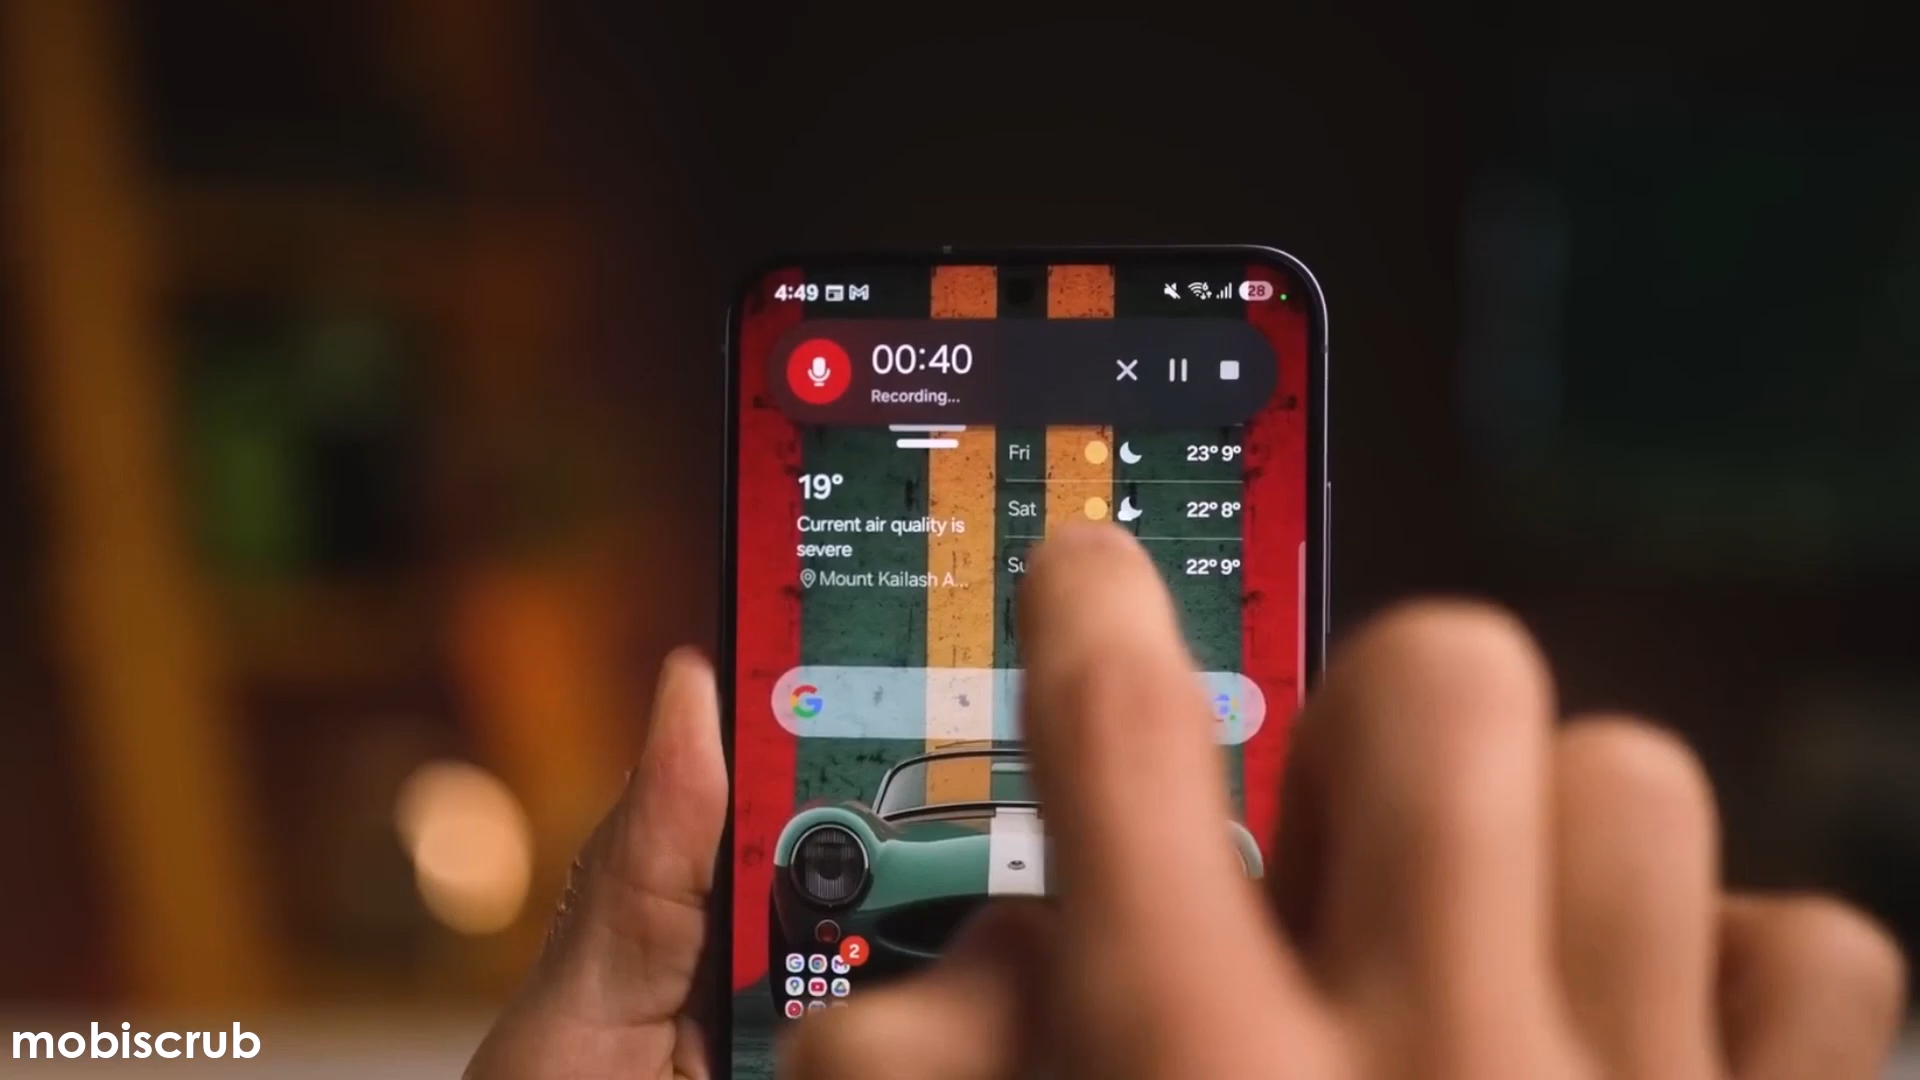 4:49
28
00:40
Recording...
Fri 23° 9°
19°
Sat 22° 8°
Current air quality is
severe
22° 9°
Mount Kailash A...
2
mobiscrub